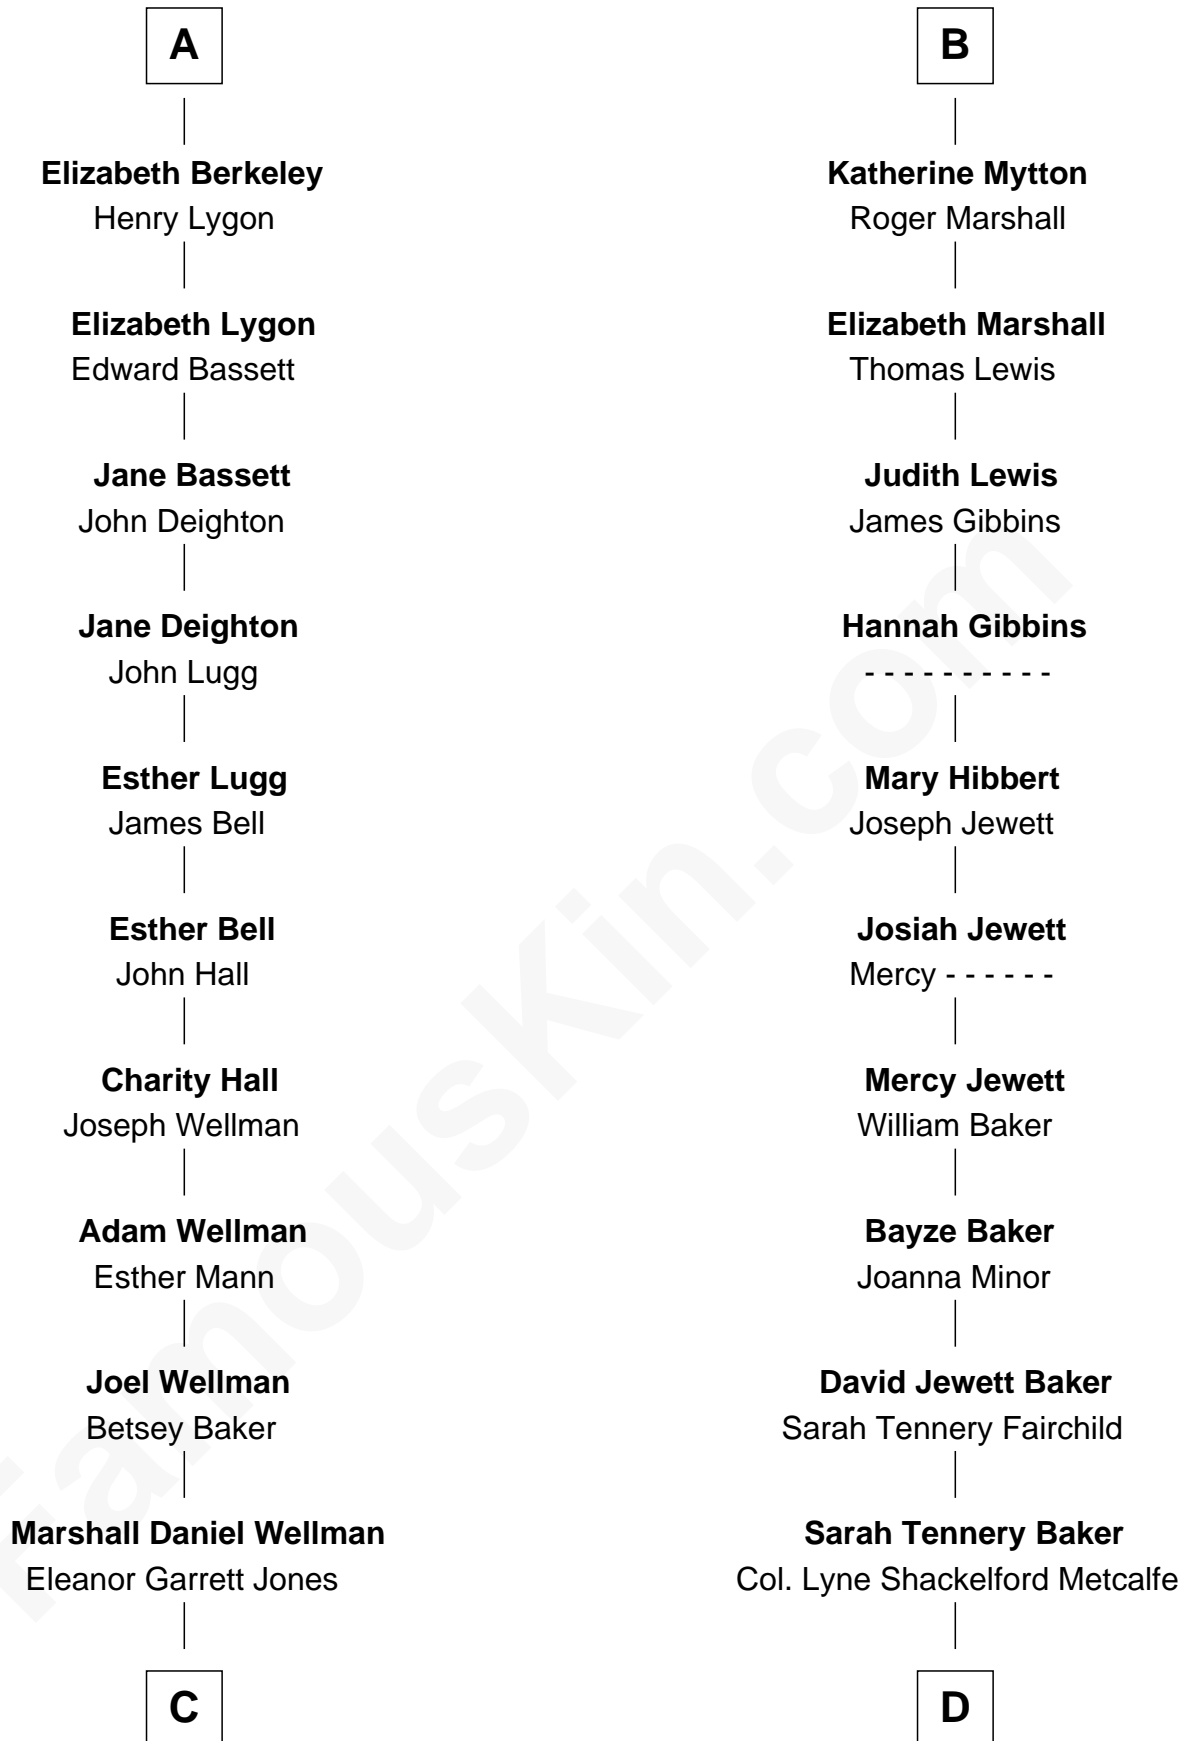 A
Elizabeth Berkeley
Henry Lygon
Elizabeth Lygon
Edward Bassett
Jane Bassett
John Deighton
Jane Deighton
John Lugg
Esther Lugg
James Bell
Esther Bell
John Hall
Charity Hall
Joseph Wellman
Adam Wellman
Esther Mann
Joel Wellman
Betsey Baker
Marshall Daniel Wellman
Eleanor Garrett Jones
C
B
Katherine Mytton
Roger Marshall
Elizabeth Marshall
Thomas Lewis
Judith Lewis
James Gibbins
Hannah Gibbins
- - - - - - - - - -
Mary Hibbert
Joseph Jewett
Josiah Jewett
Mercy - - - - - -
Mercy Jewett
William Baker
Bayze Baker
Joanna Minor
David Jewett Baker
Sarah Tennery Fairchild
Sarah Tennery Baker
Col. Lyne Shackelford Metcalfe
D
FamousKin.com